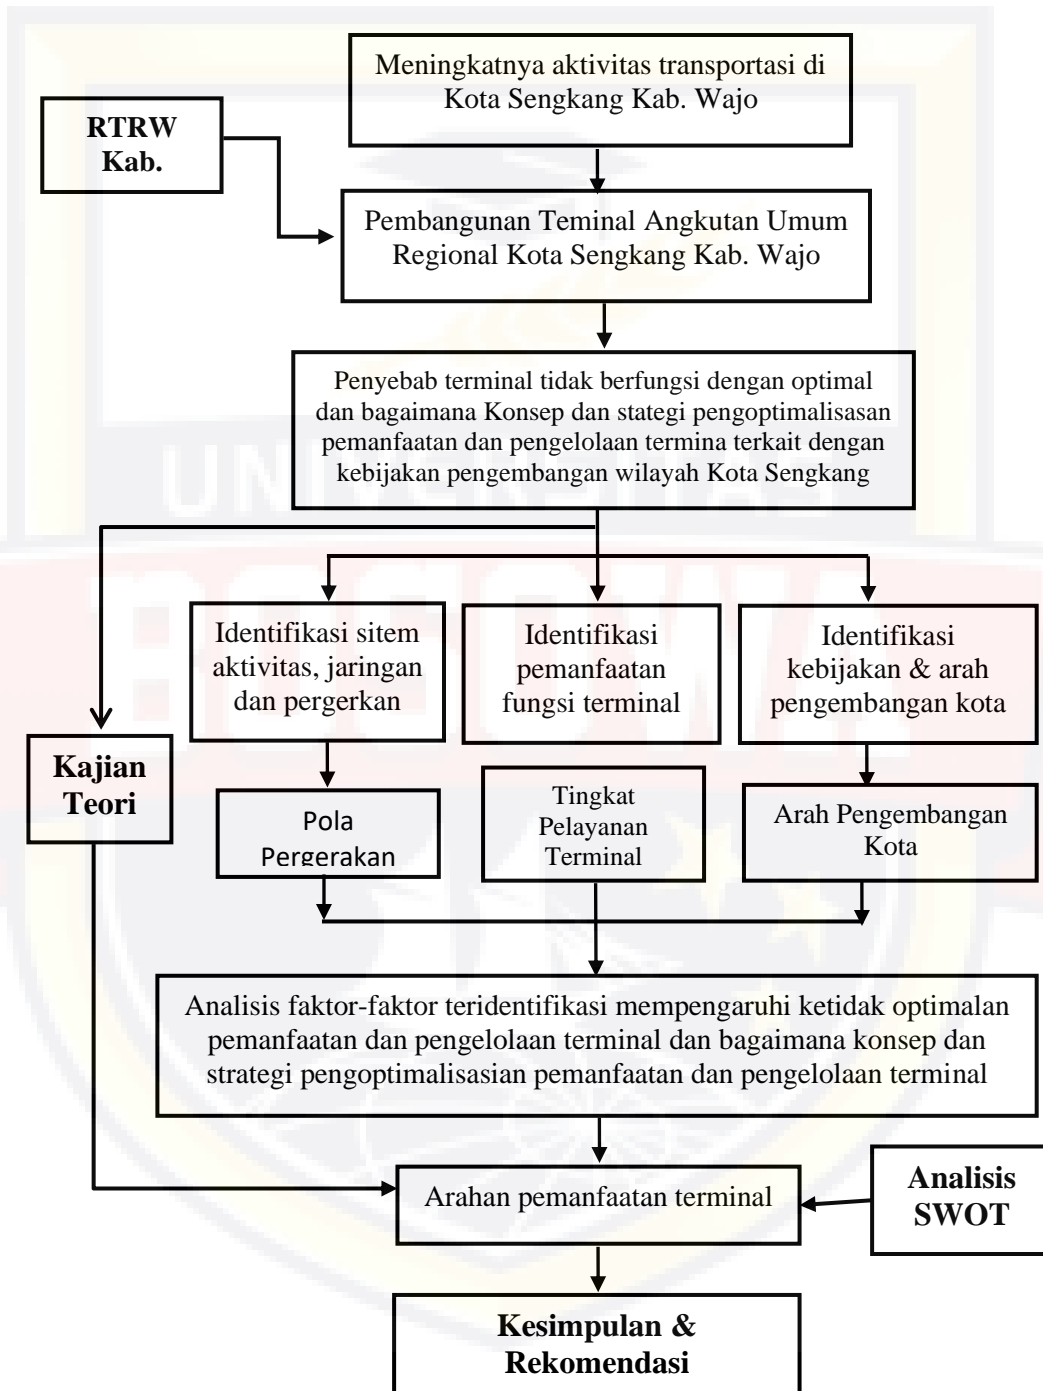 Meningkatnya aktivitas transportasi di
Kota Sengkang Kab. Wajo
RTRW
Kab.
Pembangunan Teminal Angkutan Umum
Regional Kota Sengkang Kab. Wajo
Penyebab terminal tidak berfungsi dengan optimal
dan bagaimana Konsep dan stategi pengoptimalisasan
pemanfaatan dan pengelolaan termina terkait dengan
kebijakan pengembangan wilayah Kota Sengkang
UNIVERSITAS
BOSOWA
Identifikasi sitem
aktivitas, jaringan
dan pergerkan
Identifikasi
pemanfaatan
fungsi terminal
Identifikasi
kebijakan & arah
pengembangan kota
Kajian
Teori
Pola
Pergerakan
Tingkat
Pelayanan
Terminal
Arah Pengembangan
Kota
Analisis faktor-faktor teridentifikasi mempengaruhi ketidak optimalan
pemanfaatan dan pengelolaan terminal dan bagaimana konsep dan
strategi pengoptimalisasian pemanfaatan dan pengelolaan terminal
Arahan pemanfaatan terminal
Analisis
SWOT
Kesimpulan &
Rekomendasi